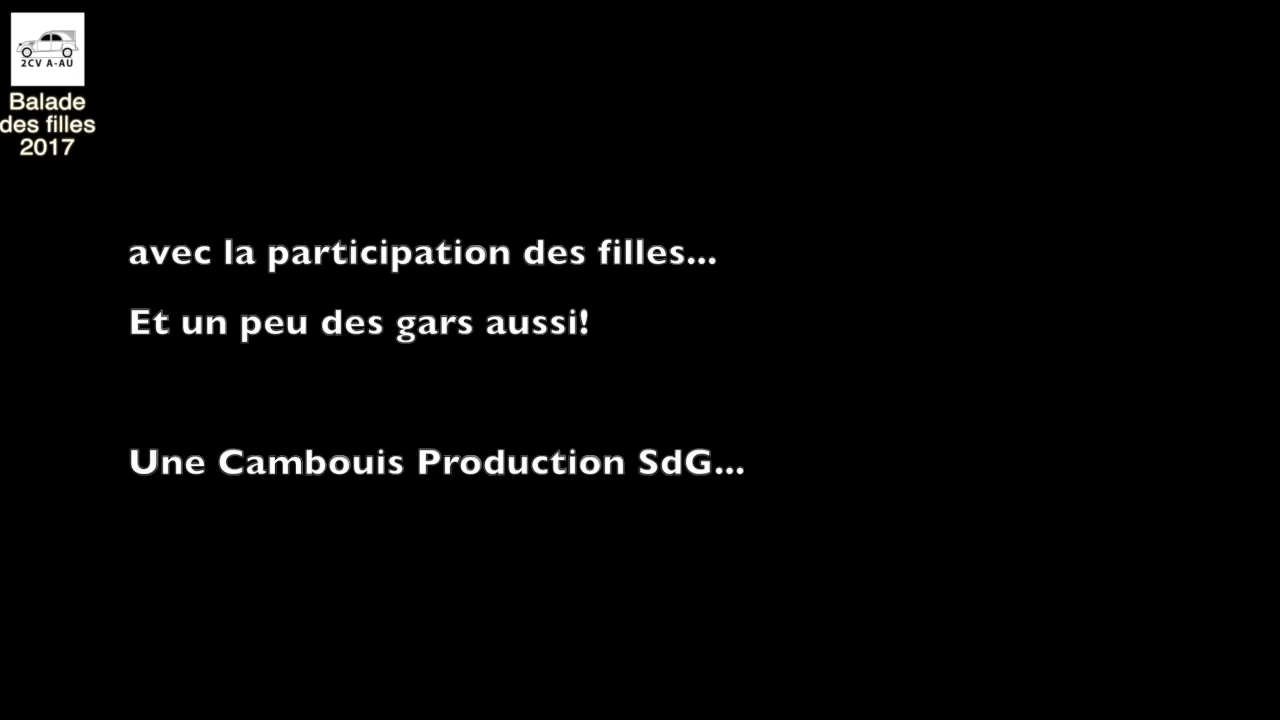 2CV A-AU
Balade
des filles
2017
avec la participation des filles...
Et un peu des gars aussi!
Une Cambouis Production SdG...